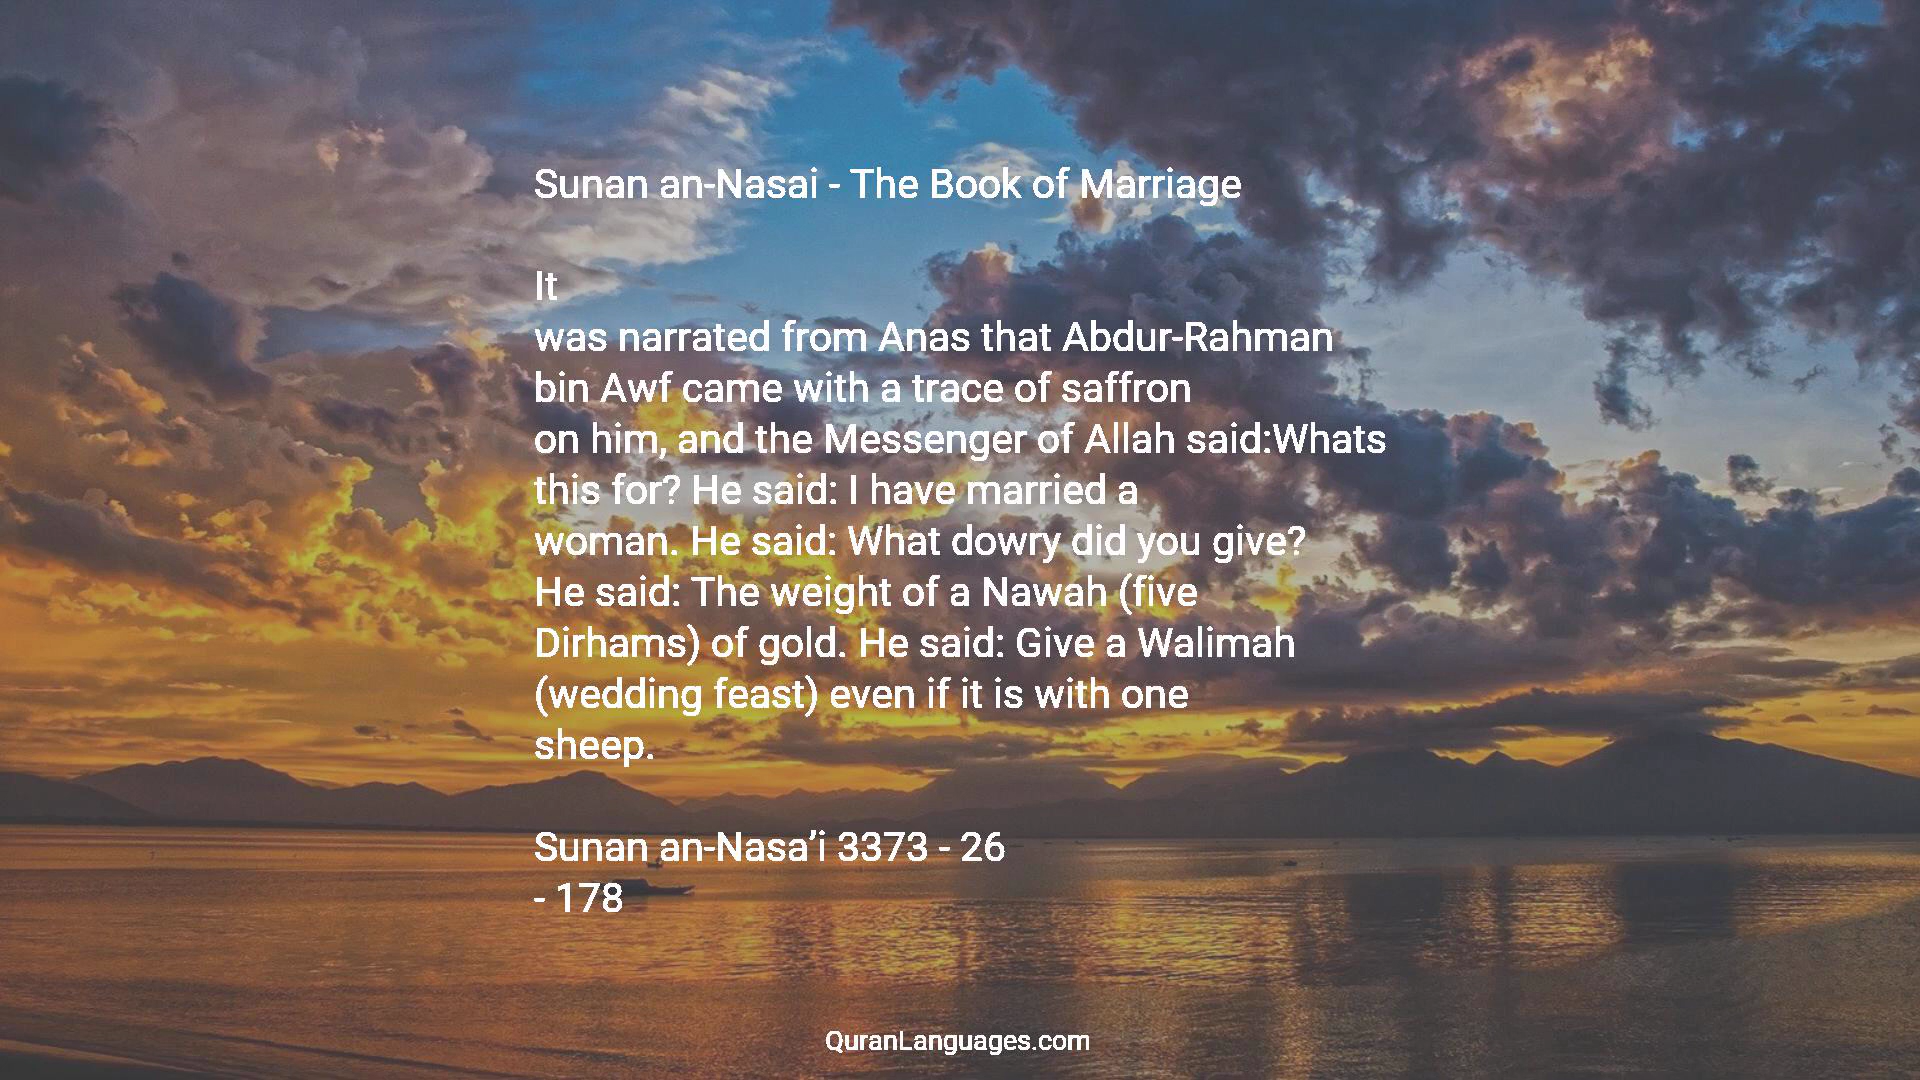 Sunan an-Nasai - The Book of Marriage
It
was narrated from Anas that Abdur-Rahman
bin Awf came with a trace of saffron
on him, and the Messenger of Allah said:Whats
this for? He said: I have married a
woman. He said: What dowry did you give?
He said: The weight of a Nawah (five
Dirhams) of gold. He said: Give a Walimah
(wedding feast) even if it is with one
sheep.
Sunan an-Nasa’i 3373 - 26
- 178
QuranLanguages.com